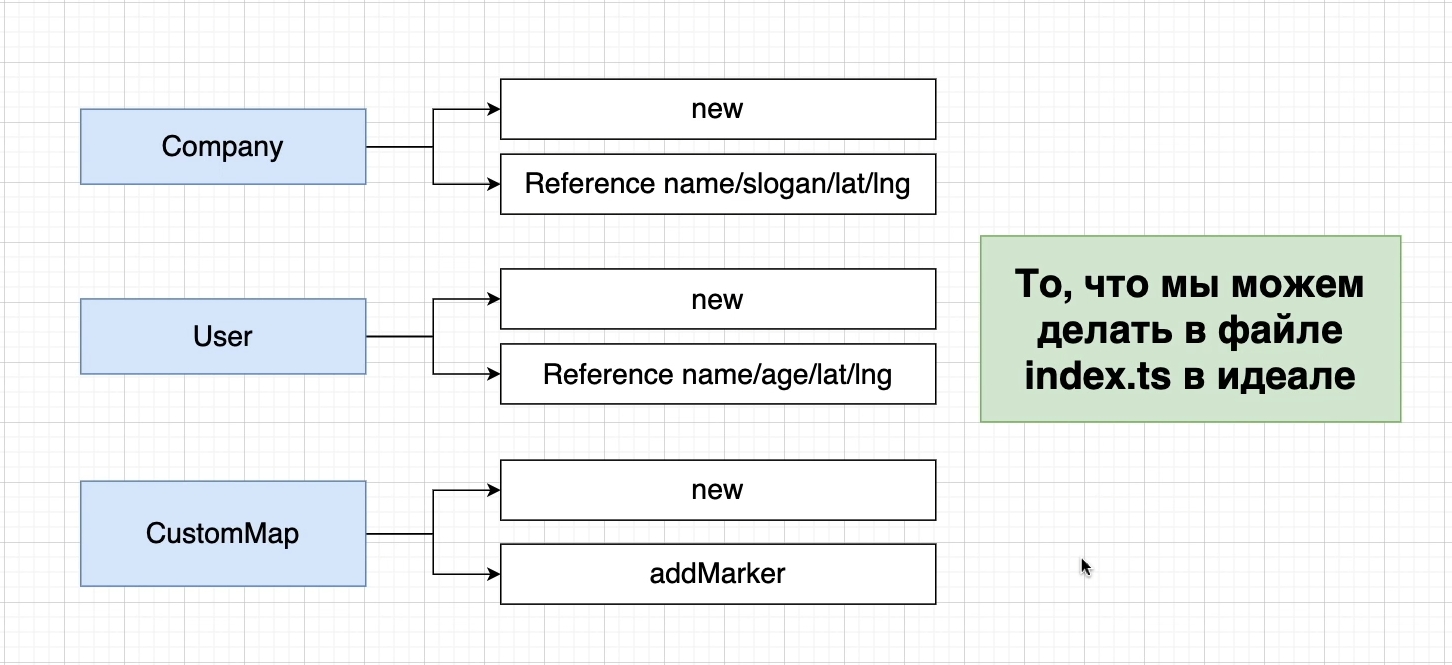 Company
new
Reference name/slogan/lat/lng
User
new
Reference name/age/lat/lng
CustomMap
new
addMarker
То, что мы можем
делать в файле
index.ts в идеале